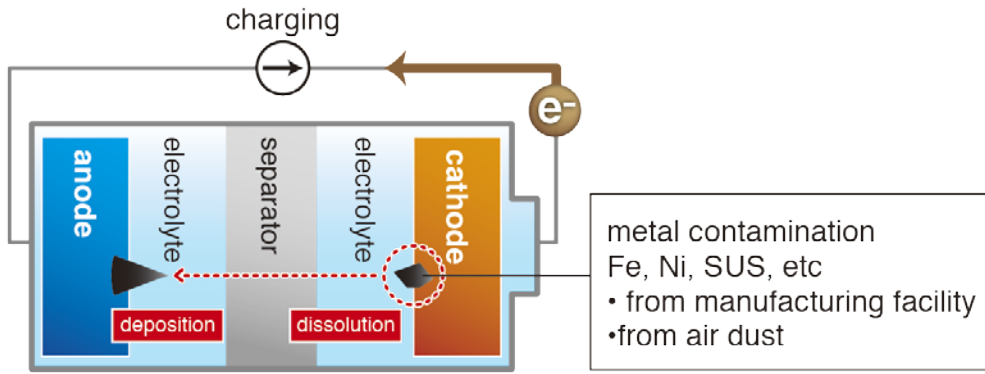 charging
e-
anode
electrolyte
separator
electrolyte
cathode
metal contamination
Fe, Ni, SUS, etc
• from manufacturing facility
•from air dust
deposition
dissolution